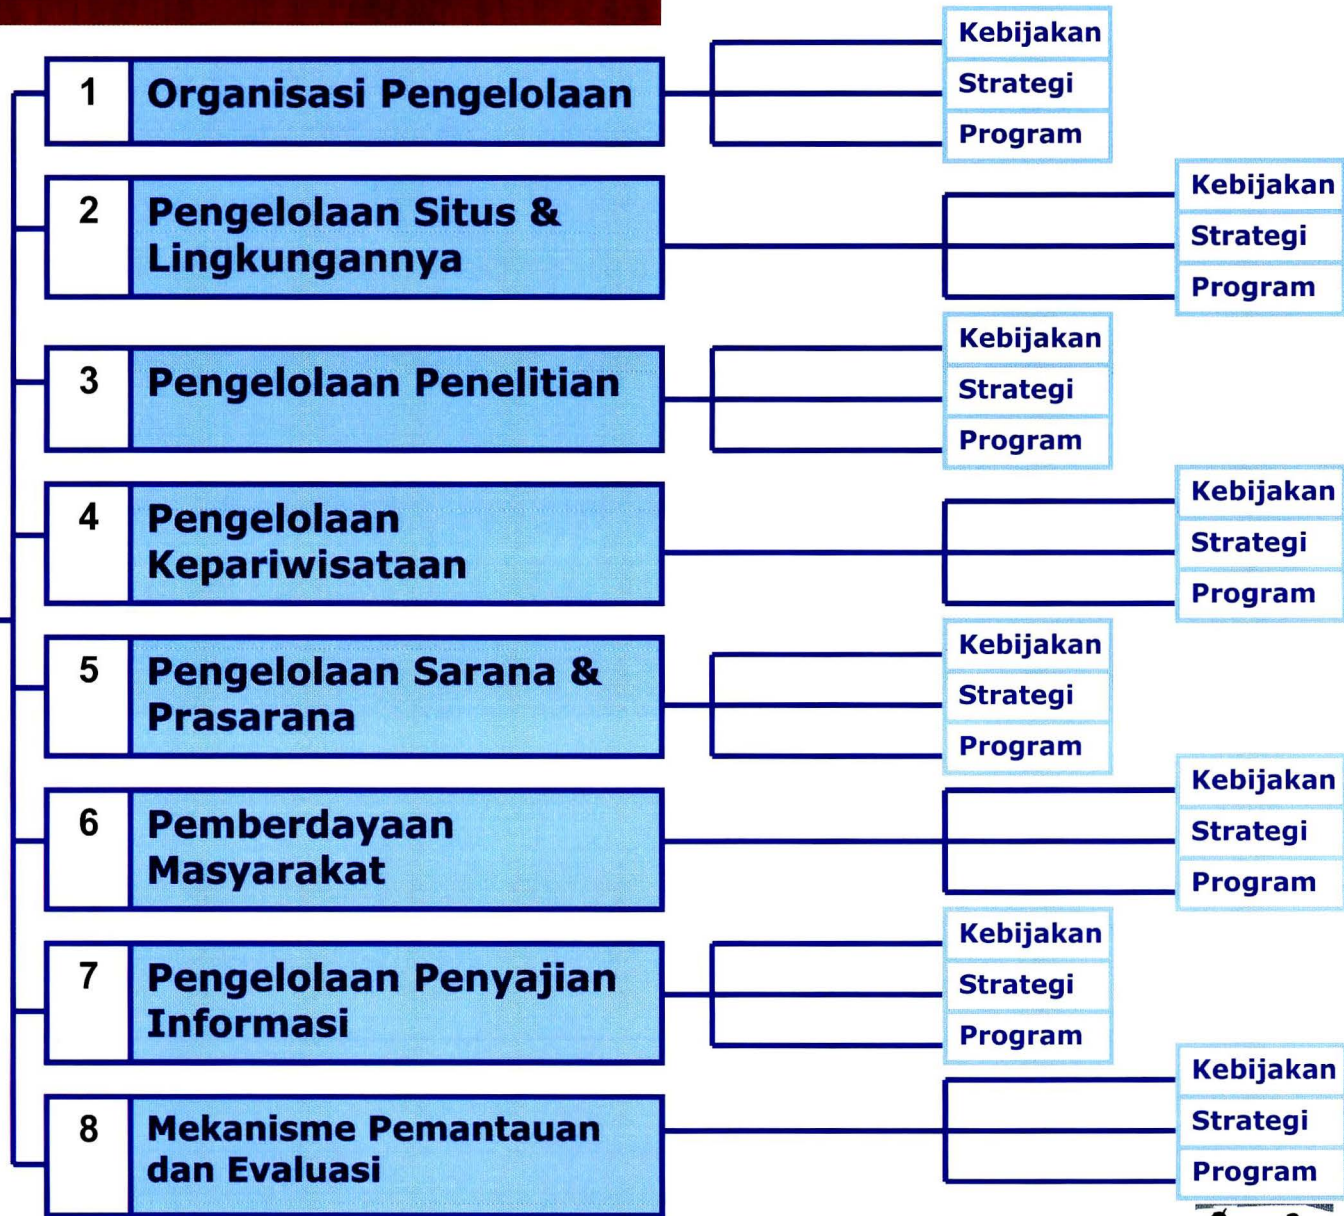 1 Organisasi Pengelolaan
Kebijakan
Strategi
Program
2 Pengelolaan Situs &
Lingkungannya
Kebijakan
Strategi
Program
3 Pengelolaan Penelitian
Kebijakan
Strategi
Program
4 Pengelolaan
Kepariwisataan
Kebijakan
Strategi
Program
5 Pengelolaan Sarana &
Prasarana
Kebijakan
Strategi
Program
6 Pemberdayaan
Masyarakat
Kebijakan
Strategi
Program
7 Pengelolaan Penyajian
Informasi
Kebijakan
Strategi
Program
8 Mekanisme Pemantauan
dan Evaluasi
Kebijakan
Strategi
Program